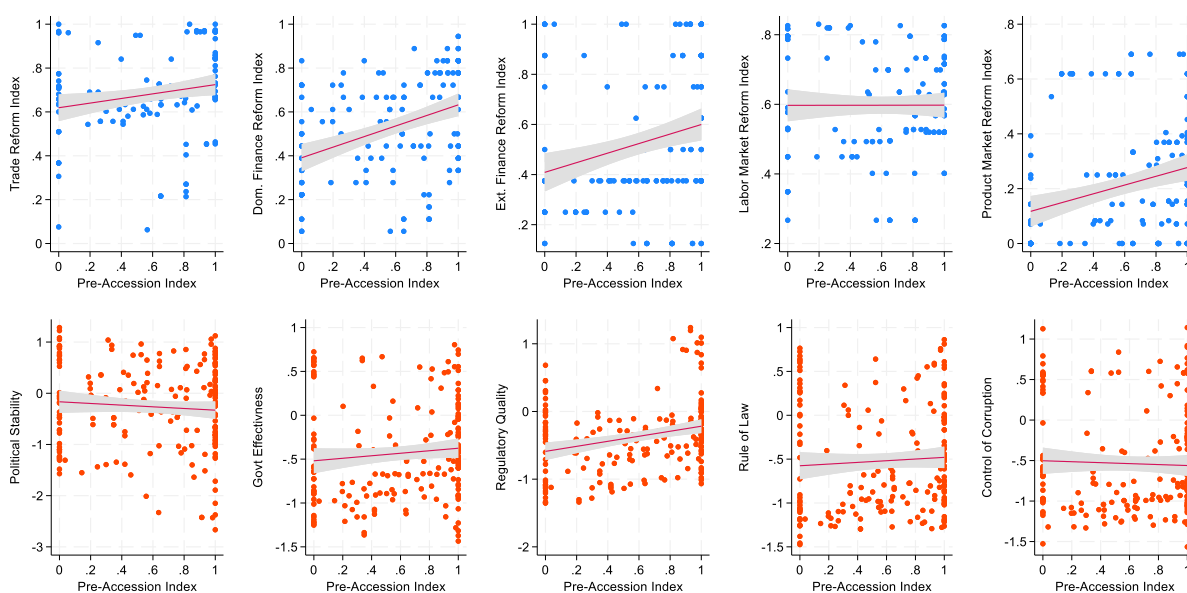 Trade Reform Index
1
.8
.6
.4
.2
0
0 .2 .4 .6 .8 1
Pre-Accession Index
Dom. Finance Reform Index
1
.8
.6
.4
.2
0
0 .2 .4 .6 .8 1
Pre-Accession Index
Ext. Finance Reform Index
1
.8
.6
.4
.2
0 .2 .4 .6 .8 1
Pre-Accession Index
Labor Market Reform Index
.8
.6
.4
.2
0 .2 .4 .6 .8 1
Pre-Accession Index
Product Market Reform Index
.8
.6
.4
.2
0
0 .2 .4 .6 .8 1
Pre-Accession Index
Political Stability
1
0
-1
-2
-3
0 .2 .4 .6 .8 1
Pre-Accession Index
Govt Effectivness
1
.5
0
-.5
-1
-1.5
0 .2 .4 .6 .8 1
Pre-Accession Index
Regulatory Quality
1
0
-1
-2
0 .2 .4 .6 .8 1
Pre-Accession Index
Rule of Law
1
.5
0
-.5
-1
-1.5
0 .2 .4 .6 .8 1
Pre-Accession Index
Control of Corruption
1
.5
0
-.5
-1
-1.5
0 .2 .4 .6 .8 1
Pre-Accession Index